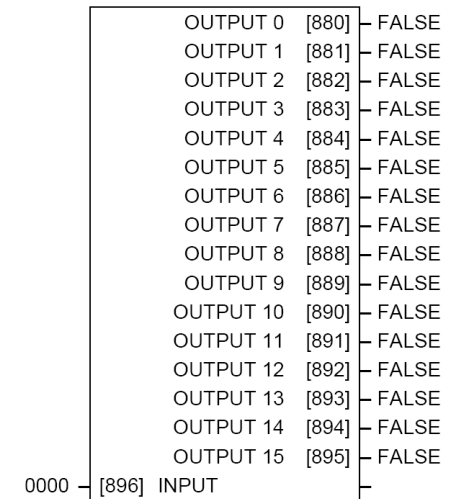 OUTPUT 0 [880] FALSE
OUTPUT 1 [881] FALSE
OUTPUT 2 [882] FALSE
OUTPUT 3 [883] FALSE
OUTPUT 4 [884] FALSE
OUTPUT 5 [885] FALSE
OUTPUT 6 [886] FALSE
OUTPUT 7 [887] FALSE
OUTPUT 8 [888] FALSE
OUTPUT 9 [889] FALSE
OUTPUT 10 [890] FALSE
OUTPUT 11 [891] FALSE
OUTPUT 12 [892] FALSE
OUTPUT 13 [893] FALSE
OUTPUT 14 [894] FALSE
OUTPUT 15 [895] FALSE
0000 [896] INPUT